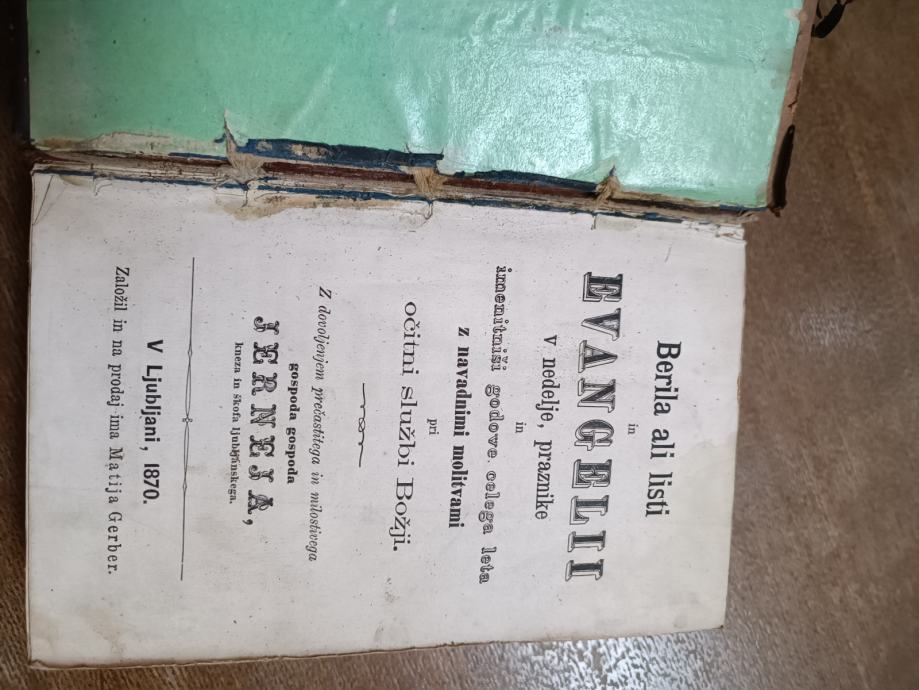 Berila ali listi
in
EVANGELII
v nedelje, praznike
in
imenitniši godove celega leta
z navadnimi molitvami
pri
očitni službi Božji.
Z dovoljenjem prečastitega in milostivega
gospoda gospoda
JERNEJA,
kneza in škofa ljubljanskega.
V Ljubljani, 1870.
Založil in na prodaj ima Matija Gerber.